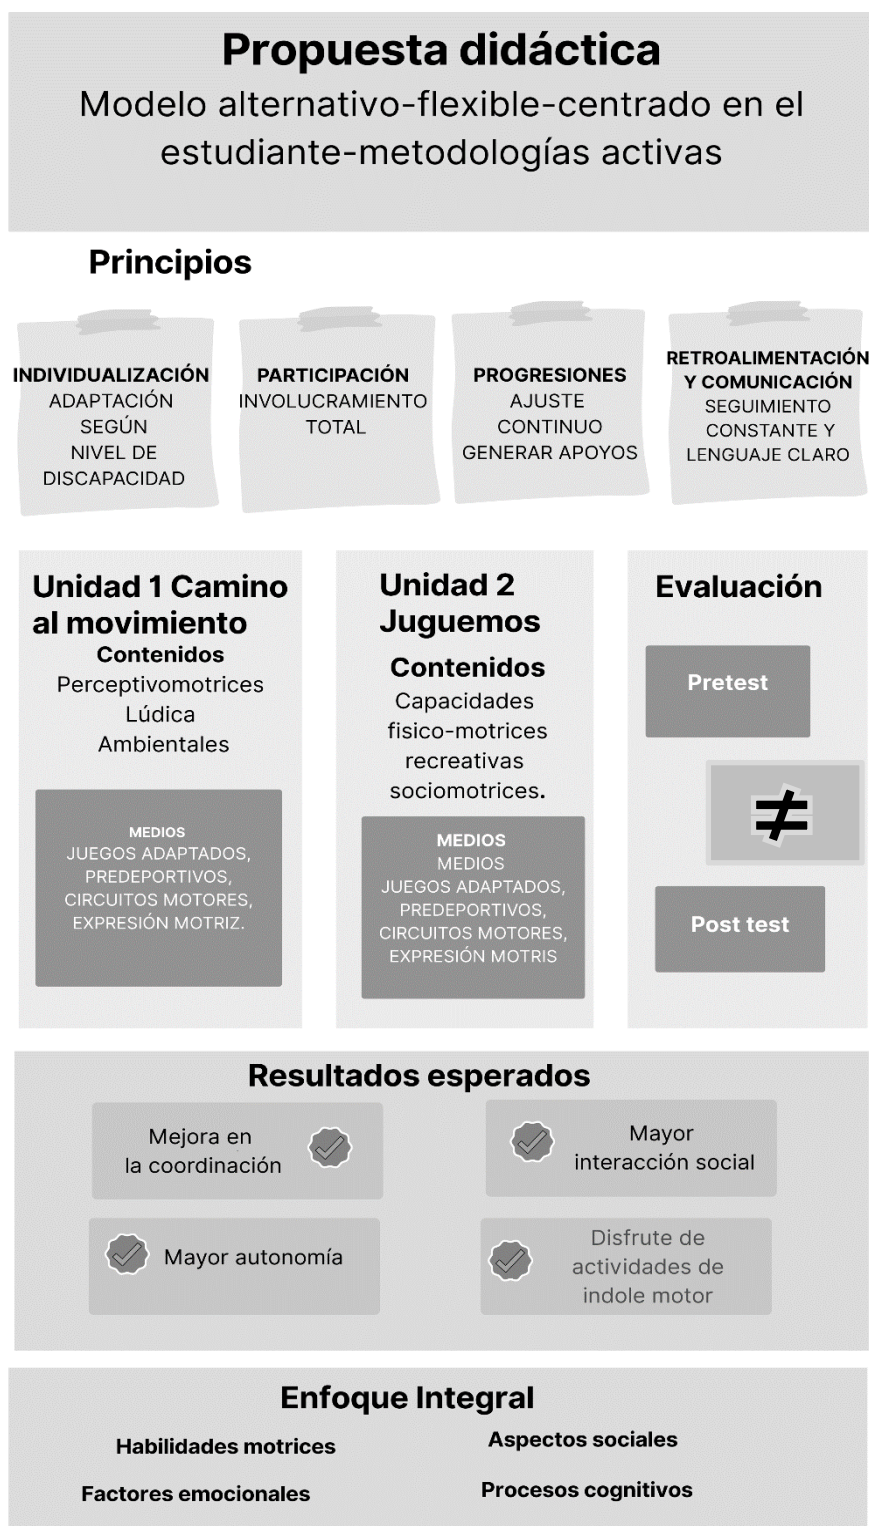 Propuesta didáctica
Modelo alternativo-flexible-centrado en el
estudiante-metodologías activas
Principios
INDIVIDUALIZACIÓN
ADAPTACIÓN
SEGÚN
NIVEL DE
DISCAPACIDAD
PARTICIPACIÓN
INVOLUCRAMIENTO
TOTAL
PROGRESIONES
AJUSTE
CONTINUO
GENERAR APOYOS
RETROALIMENTACIÓN
Y COMUNICACIÓN
SEGUIMIENTO
CONSTANTE Y
LENGUAJE CLARO
Unidad 1 Camino
al movimiento
Contenidos
Perceptivomotrices
Lúdica
Ambientales
MEDIOS
JUEGOS ADAPTADOS,
PREDEPORTIVOS,
CIRCUITOS MOTORES,
EXPRESIÓN MOTRIZ.
Unidad 2
Juguemos
Contenidos
Capacidades
fisico-motrices
recreativas
sociomotrices.
MEDIOS
MEDIOS
JUEGOS ADAPTADOS,
PREDEPORTIVOS,
CIRCUITOS MOTORES,
EXPRESIÓN MOTRIS
Evaluación
Pretest
≠
Post test
Resultados esperados
Mejora en
la coordinación
Mayor
interacción social
Mayor autonomía
Disfrute de
actividades de
indole motor
Enfoque Integral
Habilidades motrices
Aspectos sociales
Factores emocionales
Procesos cognitivos